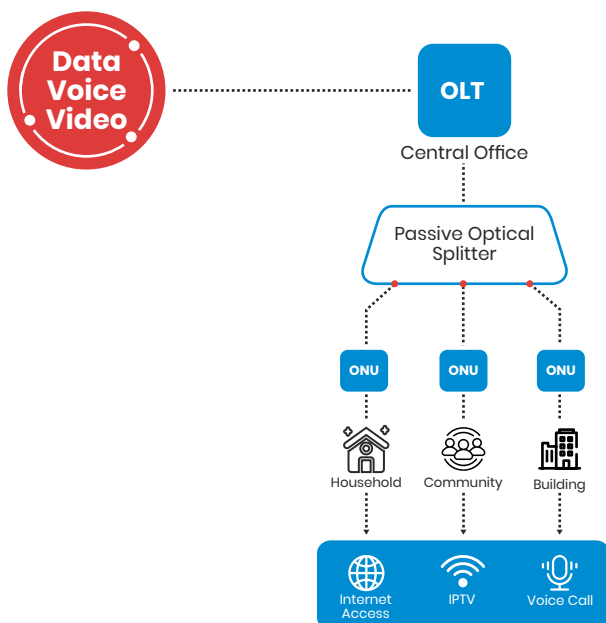 Data
Voice
Video
OLT
Central Office
Passive Optical
Splitter
ONU
ONU
ONU
Household
Community
Building
Internet
Access
IPTV
Voice Call